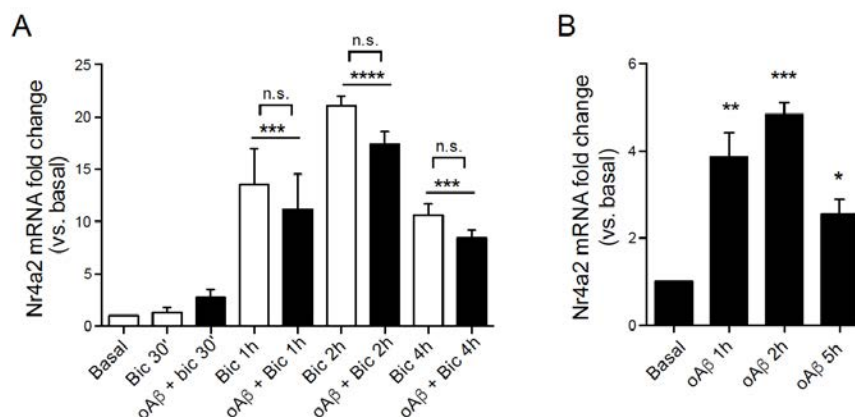 A
Nr4a2 mRNA fold change
(vs. basal)
25
20
15
10
5
0
n.s.
***
n.s.
****
n.s.
***
Basal
Bic 30'
oAβ + bic 30'
Bic 1h
oAβ + Bic 1h
Bic 2h
oAβ + Bic 2h
Bic 4h
oAβ + Bic 4h
B
Nr4a2 mRNA fold change
(vs. basal)
6
4
2
0
**
***
*
Basal
oAβ 1h
oAβ 2h
oAβ 5h